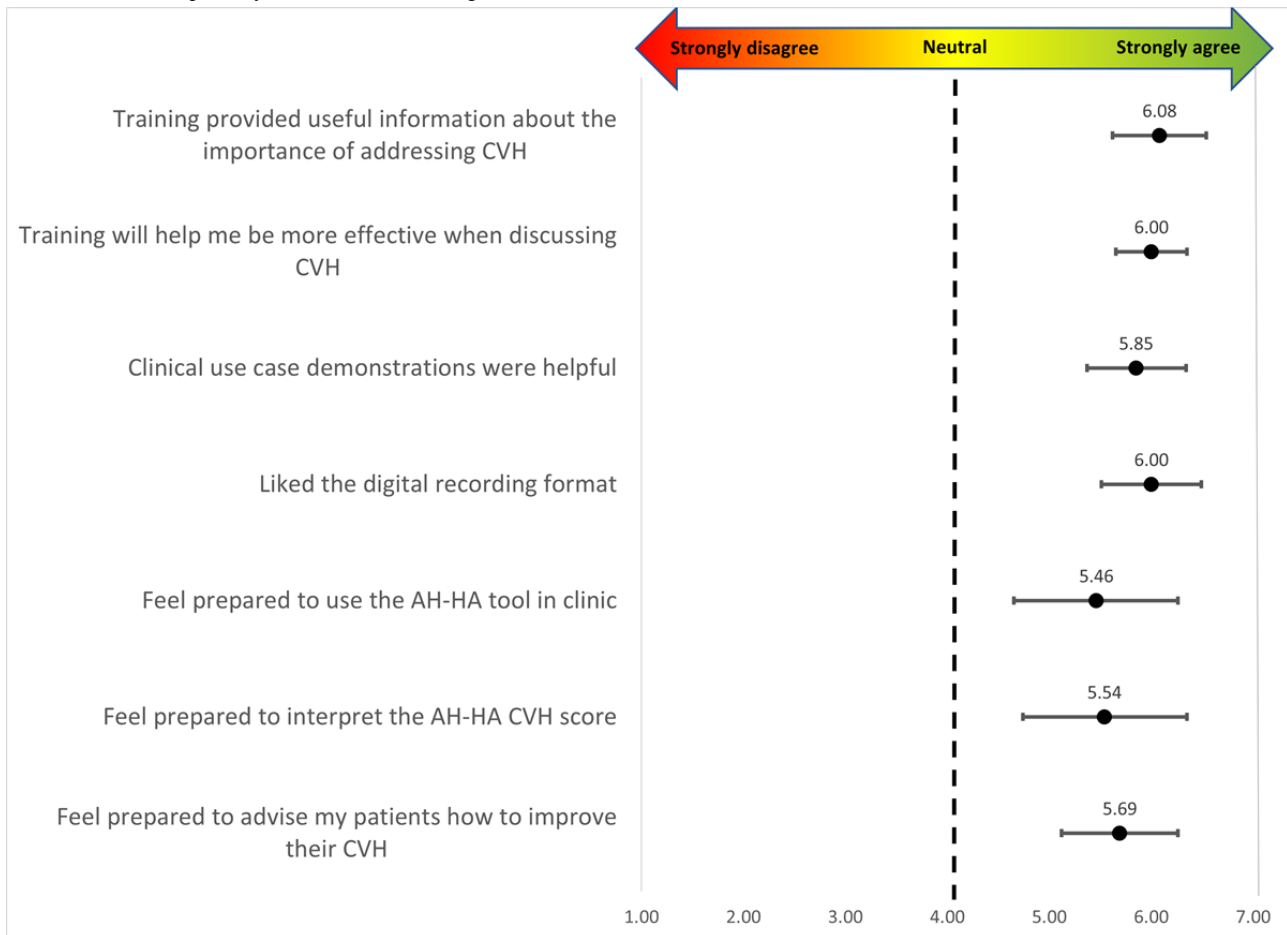 Strongly disagree Neutral Strongly agree
Training provided useful information about the
importance of addressing CVH
6.08
Training will help me be more effective when discussing
CVH
6.00
Clinical use case demonstrations were helpful
5.85
Liked the digital recording format
6.00
Feel prepared to use the AH-HA tool in clinic
5.46
Feel prepared to interpret the AH-HA CVH score
5.54
Feel prepared to advise my patients how to improve
their CVH
5.69
1.00 2.00 3.00 4.00 5.00 6.00 7.00